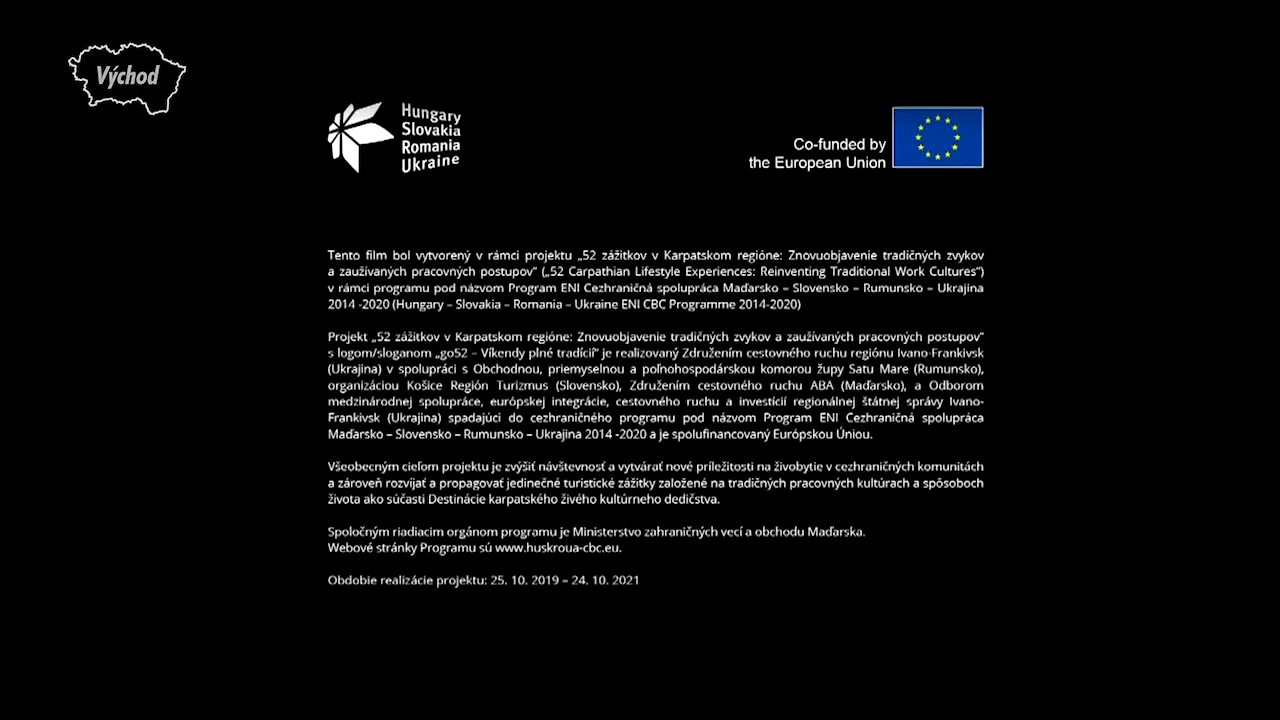 Východ
Hungary
Slovakia
Romania
Ukraine
Co-funded by
the European Union
Tento film bol vytvorený v rámci projektu „52 zážitkov v Karpatskom regióne: Znovuobjavenie tradičných zvykov
a zaužívaných pracovných postupov“ („52 Carpathian Lifestyle Experiences: Reinventing Traditional Work Cultures“)
v rámci programu pod názvom Program ENI Cezhraničná spolupráca Maďarsko – Slovensko – Rumunsko – Ukrajina
2014 -2020 (Hungary – Slovakia – Romania – Ukraine ENI CBC Programme 2014-2020)
Projekt „52 zážitkov v Karpatskom regióne: Znovuobjavenie tradičných zvykov a zaužívaných pracovných postupov“
s logom/sloganom „go52 – Víkendy plné tradícií“ je realizovaný Združením cestovného ruchu regiónu Ivano-Frankivsk
(Ukrajina) v spolupráci s Obchodnou, priemyselnou a poľnohospodárskou komorou župy Satu Mare (Rumunsko),
organizáciou Košice Región Turizmus (Slovensko), Združením cestovného ruchu ABA (Maďarsko), a Odborom
medzinárodnej spolupráce, európskej integrácie, cestovného ruchu a investícií regionálnej štátnej správy Ivano-
Frankivsk (Ukrajina) spadajúci do cezhraničného programu pod názvom Program ENI Cezhraničná spolupráca
Maďarsko – Slovensko – Rumunsko – Ukrajina 2014 -2020 a je spolufinancovaný Európskou Úniou.
Všeobecným cieľom projektu je zvýšiť návštevnosť a vytvárať nové príležitosti na živobytie v cezhraničných komunitách
a zároveň rozvíjať a propagovať jedinečné turistické zážitky založené na tradičných pracovných kultúrach a spôsoboch
života ako súčasti Destinácie karpatského živého kultúrneho dedičstva.
Spoločným riadiacim orgánom programu je Ministerstvo zahraničných vecí a obchodu Maďarska.
Webové stránky Programu sú www.huskroua-cbc.eu.
Obdobie realizácie projektu: 25. 10. 2019 – 24. 10. 2021